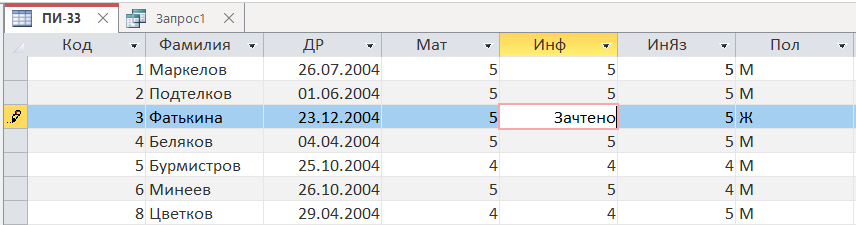 ПИ-33 Запрос1
Код Фамилия ДР Мат Инф ИнЯз Пол
1 Маркелов 26.07.2004 5 5 5 М
2 Подтелков 01.06.2004 5 5 5 М
3 Фатькина 23.12.2004 5 Зачтено 5 Ж
4 Беляков 04.04.2004 5 5 5 М
5 Бурмистров 25.10.2004 4 4 4 М
6 Минеев 26.10.2004 5 5 4 М
8 Цветков 29.04.2004 4 4 5 М